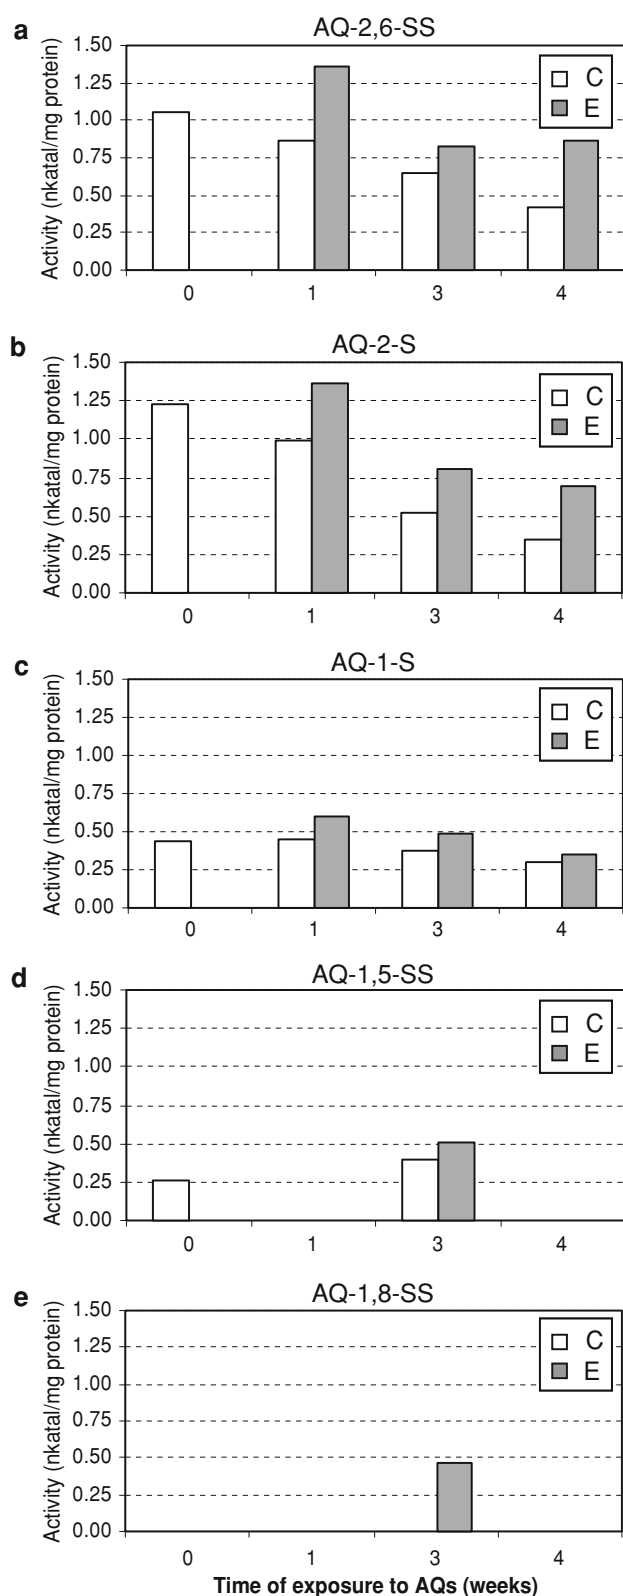 a
AQ-2,6-SS
Activity (nkatal/mg protein)
1.50
1.25
1.00
0.75
0.50
0.25
0.00
C
E
0 1 3 4
b
AQ-2-S
Activity (nkatal/mg protein)
1.50
1.25
1.00
0.75
0.50
0.25
0.00
C
E
0 1 3 4
c
AQ-1-S
Activity (nkatal/mg protein)
1.50
1.25
1.00
0.75
0.50
0.25
0.00
C
E
0 1 3 4
d
AQ-1,5-SS
Activity (nkatal/mg protein)
1.50
1.25
1.00
0.75
0.50
0.25
0.00
C
E
0 1 3 4
e
AQ-1,8-SS
Activity (nkatal/mg protein)
1.50
1.25
1.00
0.75
0.50
0.25
0.00
C
E
0 1 3 4
Time of exposure to AQs (weeks)